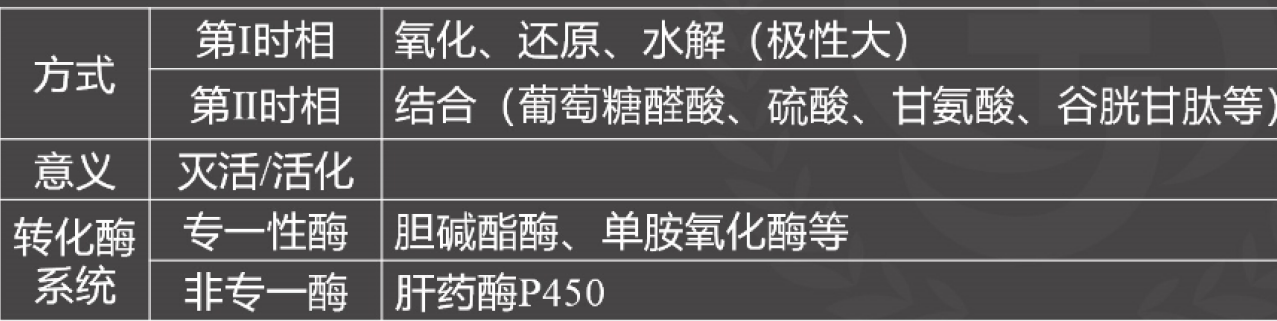 方式
第I时相
氧化、还原、水解（极性大）
第II时相
结合（葡萄糖醛酸、硫酸、甘氨酸、谷胱甘肽等）
意义
灭活/活化
转化酶
系统
专一性酶
胆碱酯酶、单胺氧化酶等
非专一酶
肝药酶P450